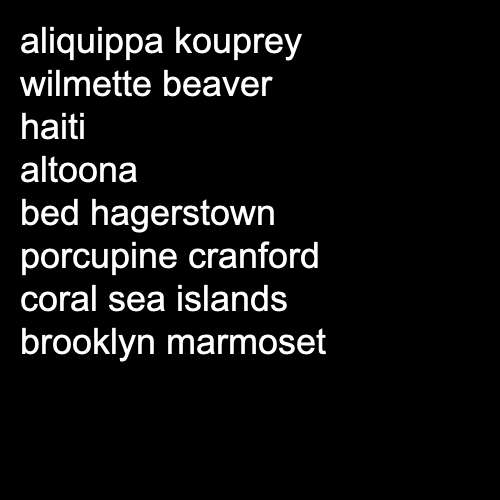 aliquippa kouprey
wilmette beaver
haiti
altoona
bed hagerstown
porcupine cranford
coral sea islands
brooklyn marmoset